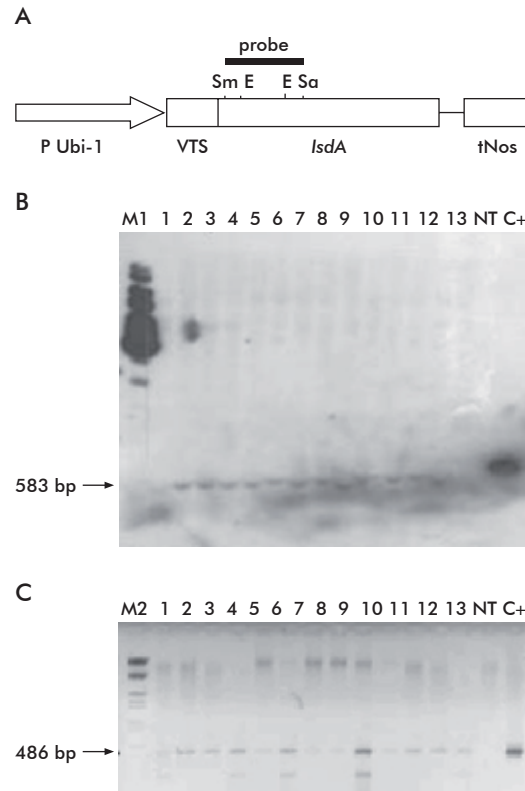 A
probe
Sm E E Sa
P Ubi-1 VTS lsdA tNos
B
M1 1 2 3 4 5 6 7 8 9 10 11 12 13 NT C+
583 bp
C
M2 1 2 3 4 5 6 7 8 9 10 11 12 13 NT C+
486 bp